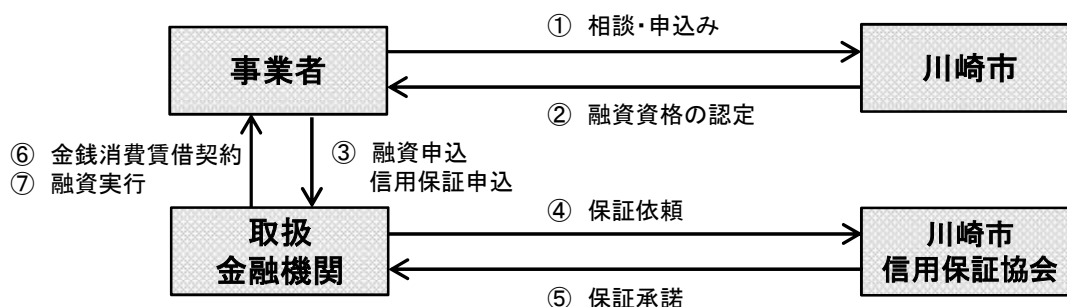 ① 相談・申込み
事業者
川崎市
② 融資資格の認定
⑥ 金銭消費賃借契約
⑦ 融資実行
③ 融資申込
信用保証申込
取扱
金融機関
④ 保証依頼
川崎市
信用保証協会
⑤ 保証承諾